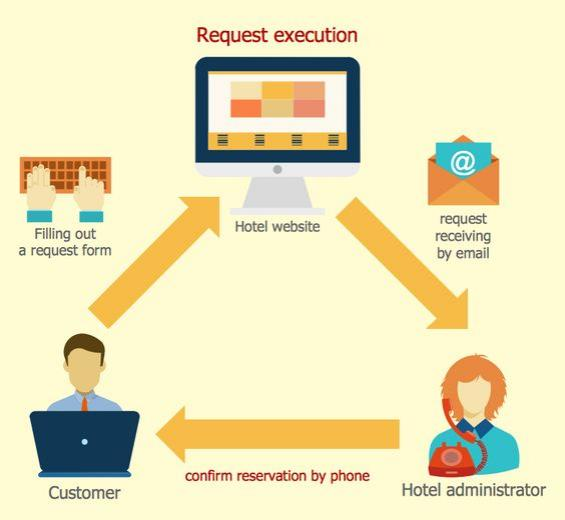 Request execution
Hotel website
@
Filling out
a request form
request
receiving
by email
Customer
confirm reservation by phone
Hotel administrator